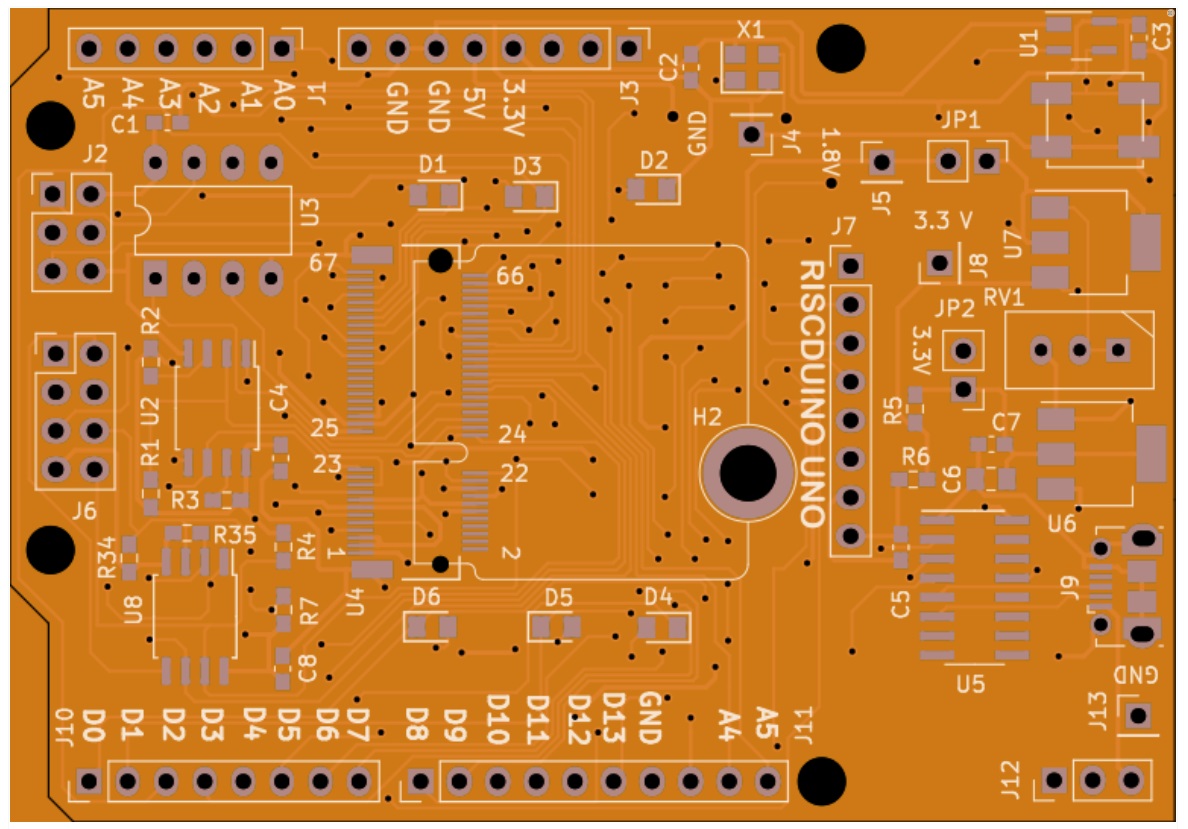 X1
U1
C3
A5
A4
A3
A2
A1
A0
J1
GND
GND
5V
3.3V
J3
C2
GND
J4
1.8V
JP1
C1
J2
D1
D3
D2
J5
U3
3.3 V
U7
J7
J8
67
66
RISCDUINO UNO
RV1
JP2
R2
3.3V
U2
C4
R5
H2
25
24
C7
R1
23
22
R6
C6
R3
J6
U6
R35
R34
R4
1
2
U8
U4
D6
D5
D4
C5
J9
R7
C8
GND
U5
J10
D0
D1
D2
D3
D4
D5
D6
D7
D8
D9
D10
D11
D12
D13
GND
A4
A5
J11
J13
J12